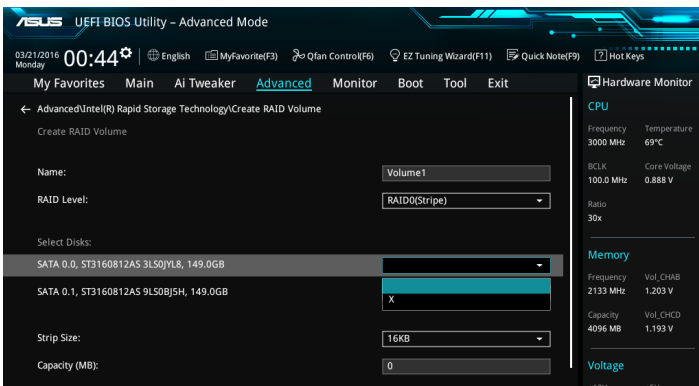 ASUS UEFI BIOS Utility – Advanced Mode
03/21/2016 Monday 00:44 English MyFavorite(F3) Qfan Control(F6) EZ Tuning Wizard(F11) Quick Note(F9) ? Hot Keys
My Favorites Main Ai Tweaker Advanced Monitor Boot Tool Exit Hardware Monitor
← Advanced\Intel(R) Rapid Storage Technology\Create RAID Volume
Create RAID Volume
Name: Volume1
RAID Level: RAID0(Stripe)
Select Disks:
SATA 0.0, ST3160812AS 3LS0JYL8, 149.0GB
X
SATA 0.1, ST3160812AS 9LS0BJ5H, 149.0GB
Strip Size: 16KB
Capacity (MB): 0
CPU
Frequency Temperature
3000 MHz 69°C
BCLK Core Voltage
100.0 MHz 0.888 V
Ratio
30x
Memory
Frequency Vol_CHAB
2133 MHz 1.203 V
Capacity Vol_CHCD
4096 MB 1.193 V
Voltage